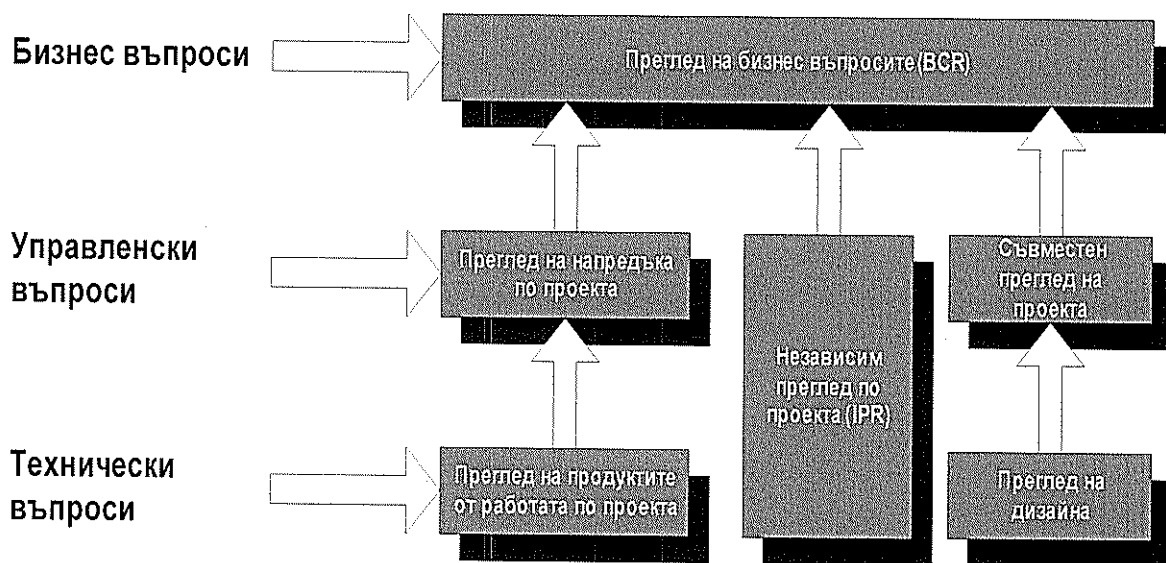 Бизнес въпроси
Преглед на бизнес въпросите (BCR)
Управленски
въпроси
Преглед на напредъка
по проекта
Независим
преглед по
проекта (IPR)
Съвместен
преглед на
проекта
Технически
въпроси
Преглед на продуктите
от работата по проекта
Преглед на
дизайна